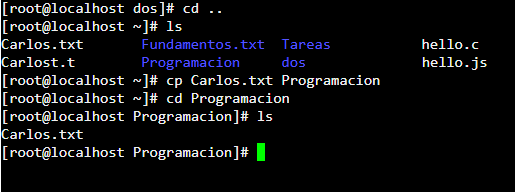 [root@localhost dos]# cd ..
[root@localhost ~]# ls
Carlos.txt Fundamentos.txt Tareas hello.c
Carlost.t Programacion dos hello.js
[root@localhost ~]# cp Carlos.txt Programacion
[root@localhost ~]# cd Programacion
[root@localhost Programacion]# ls
Carlos.txt
[root@localhost Programacion]#